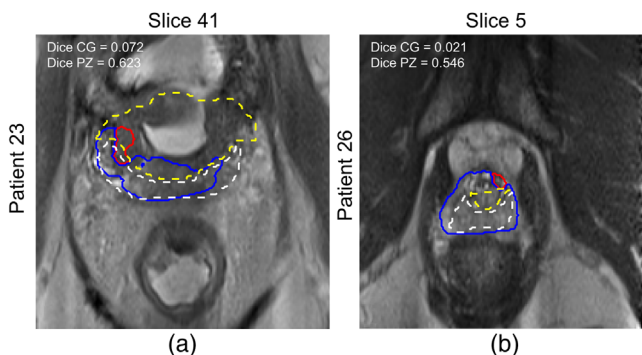 Slice 41
Slice 5
Patient 23
Dice CG = 0.072
Dice PZ = 0.623
Patient 26
Dice CG = 0.021
Dice PZ = 0.546
(a)
(b)